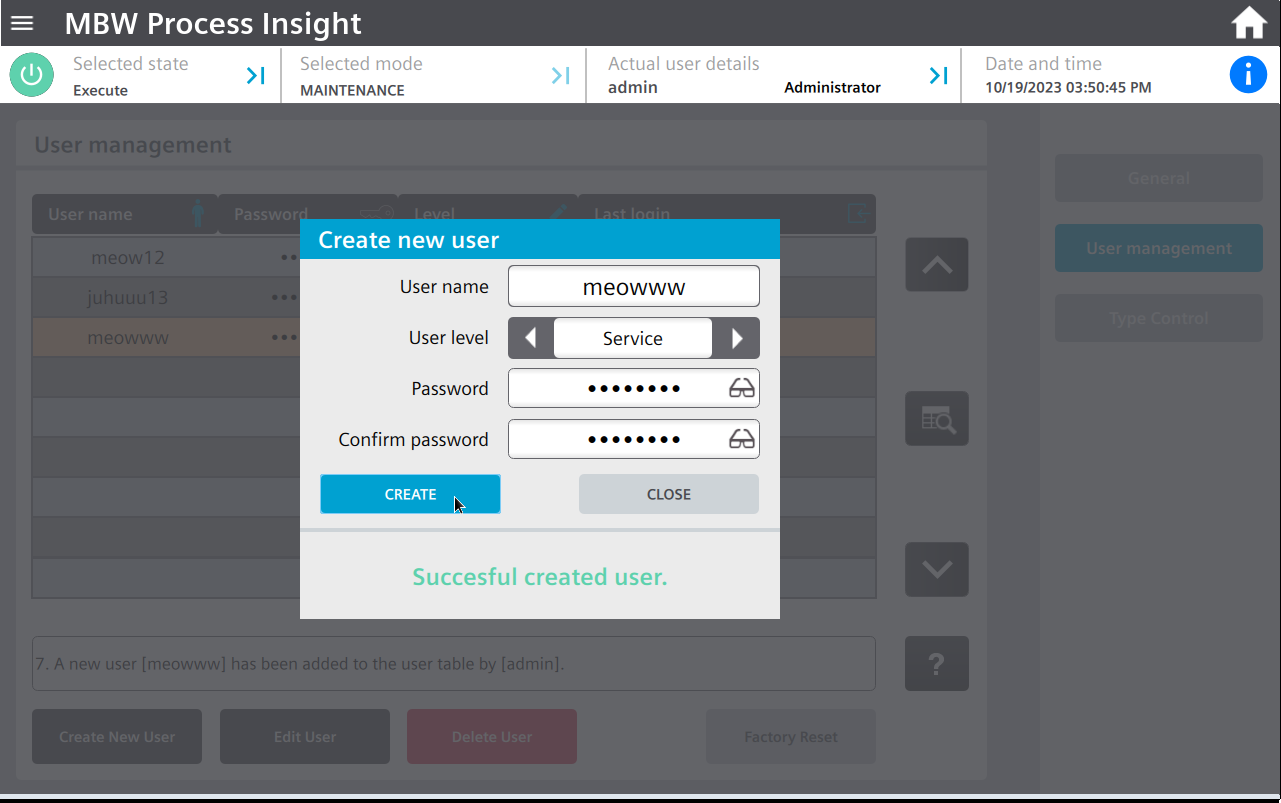 MBW Process Insight
Selected state
Execute
Selected mode
MAINTENANCE
Actual user details
admin Administrator
Date and time
10/19/2023 03:50:45 PM
User management
User name Password Level Last login
meow12 ••
juhuuu13 •••
meowww •••
Create new user
User name meowww
User level Service
Password ••••••••
Confirm password ••••••••
CREATE CLOSE
Succesful created user.
7. A new user [meowww] has been added to the user table by [admin].
?
Create New User Edit User Delete User Factory Reset
General
User management
Type Control